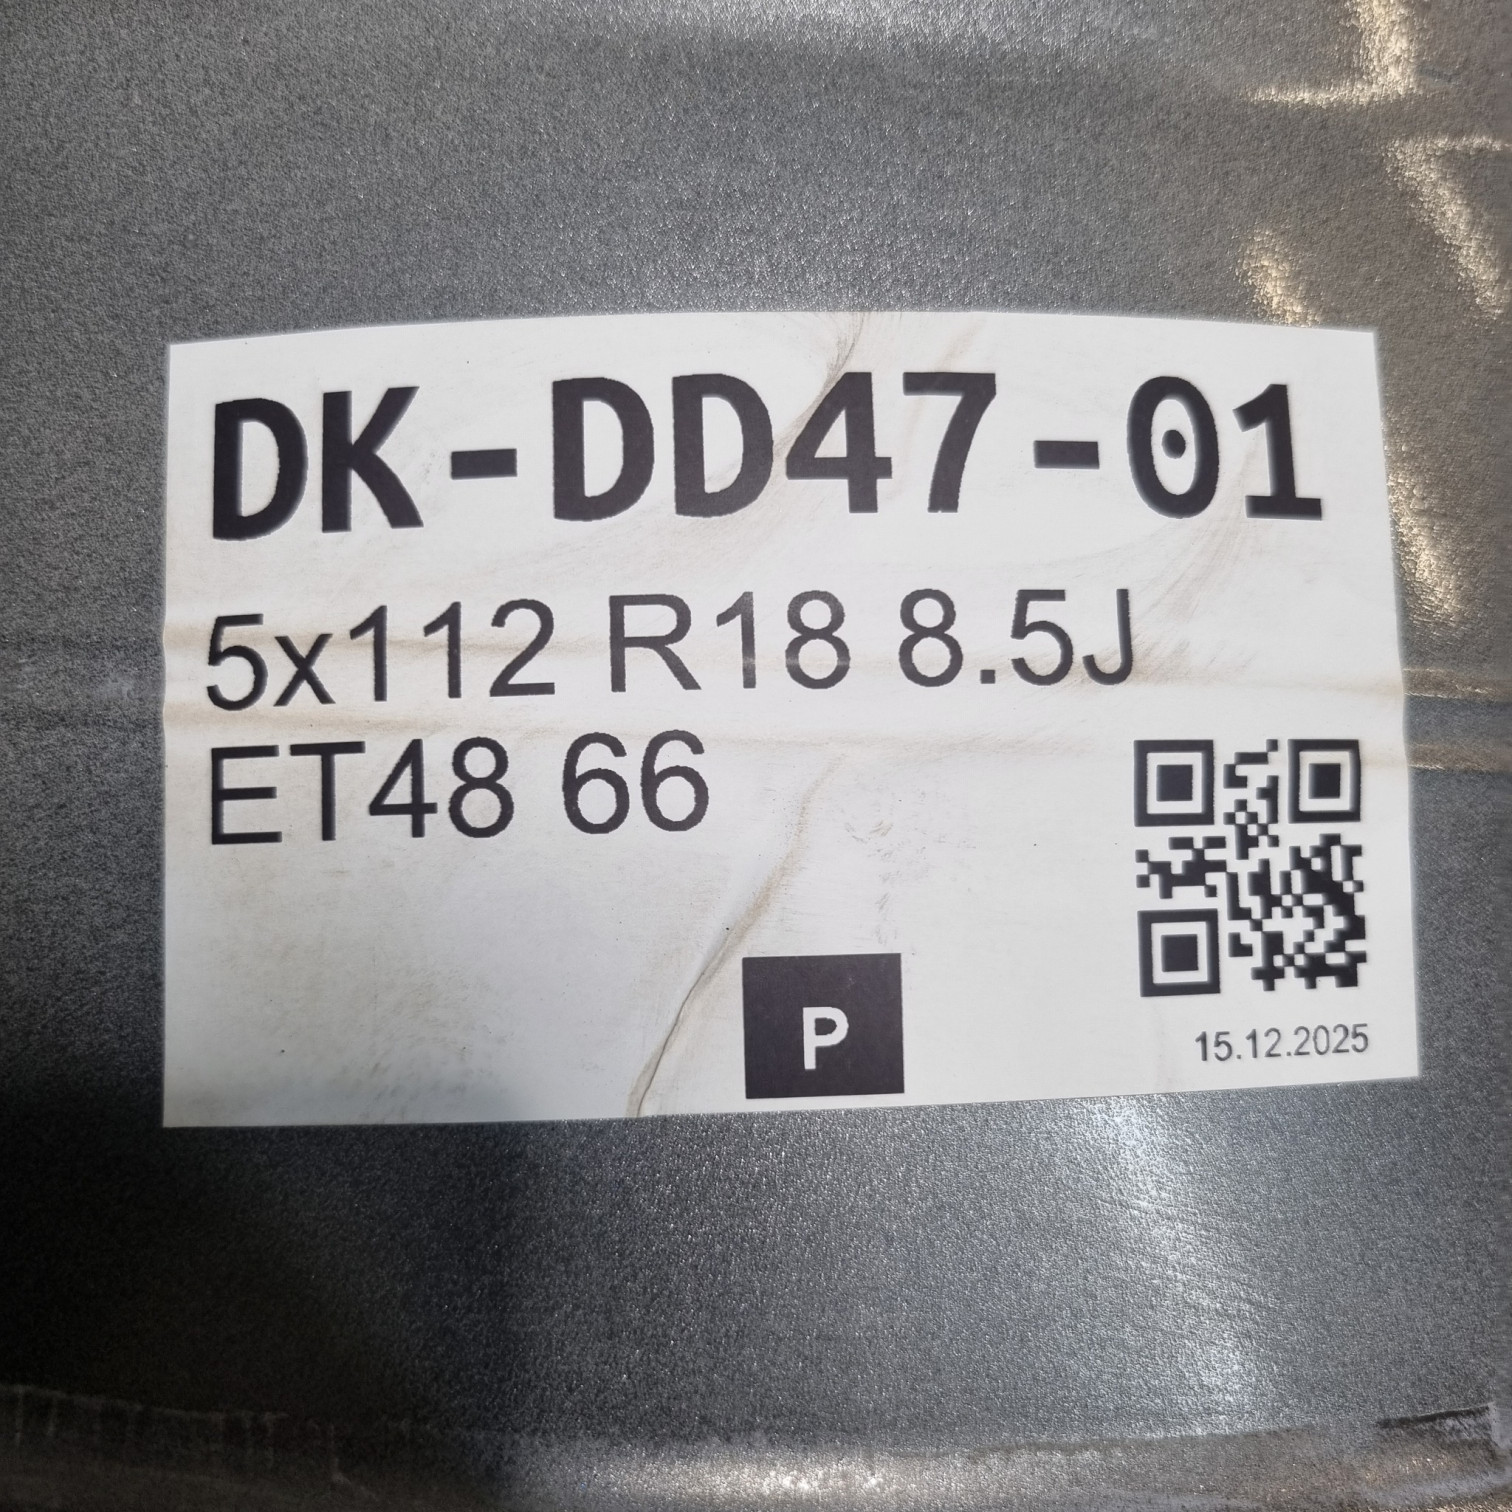 DK-DD47-01
5x112 R18 8.5J
ET48 66
P
15.12.2025